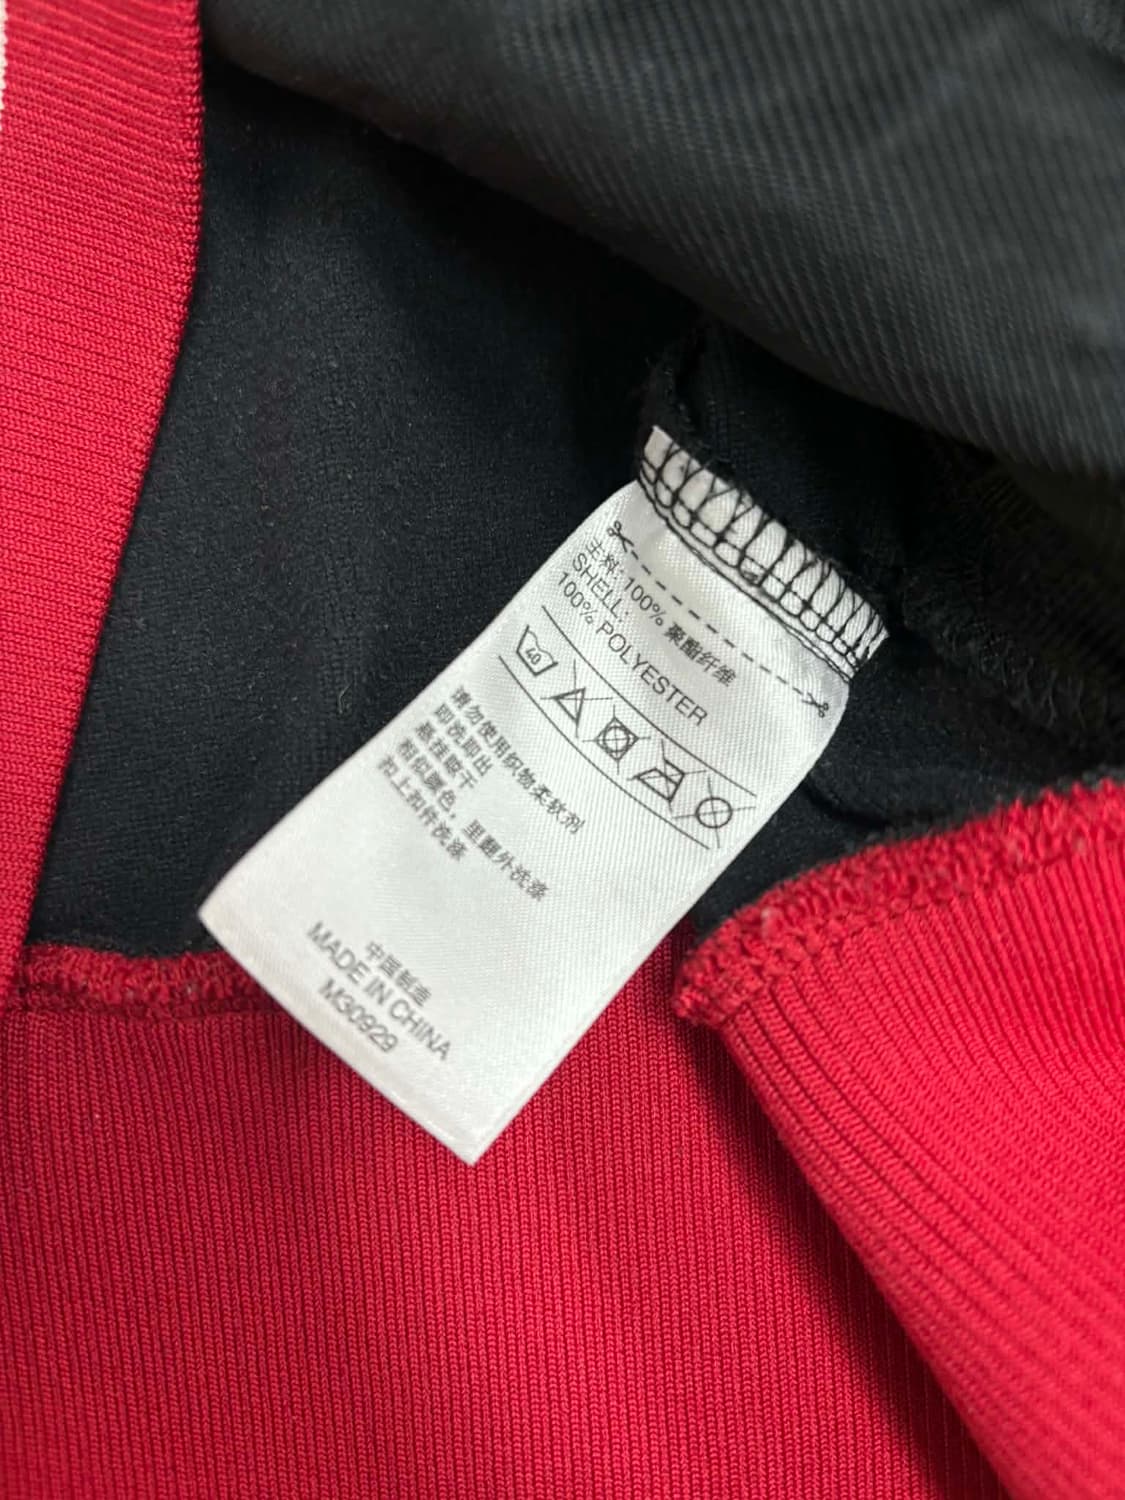 主料: 100% 聚酯纤维
SHELL:
100% POLYESTER
40
请勿使用织物柔软剂
即洗取出
悬挂晾干
相似颜色，里翻外洗涤
扣上扣件洗涤
中国制造
MADE IN CHINA
M30929